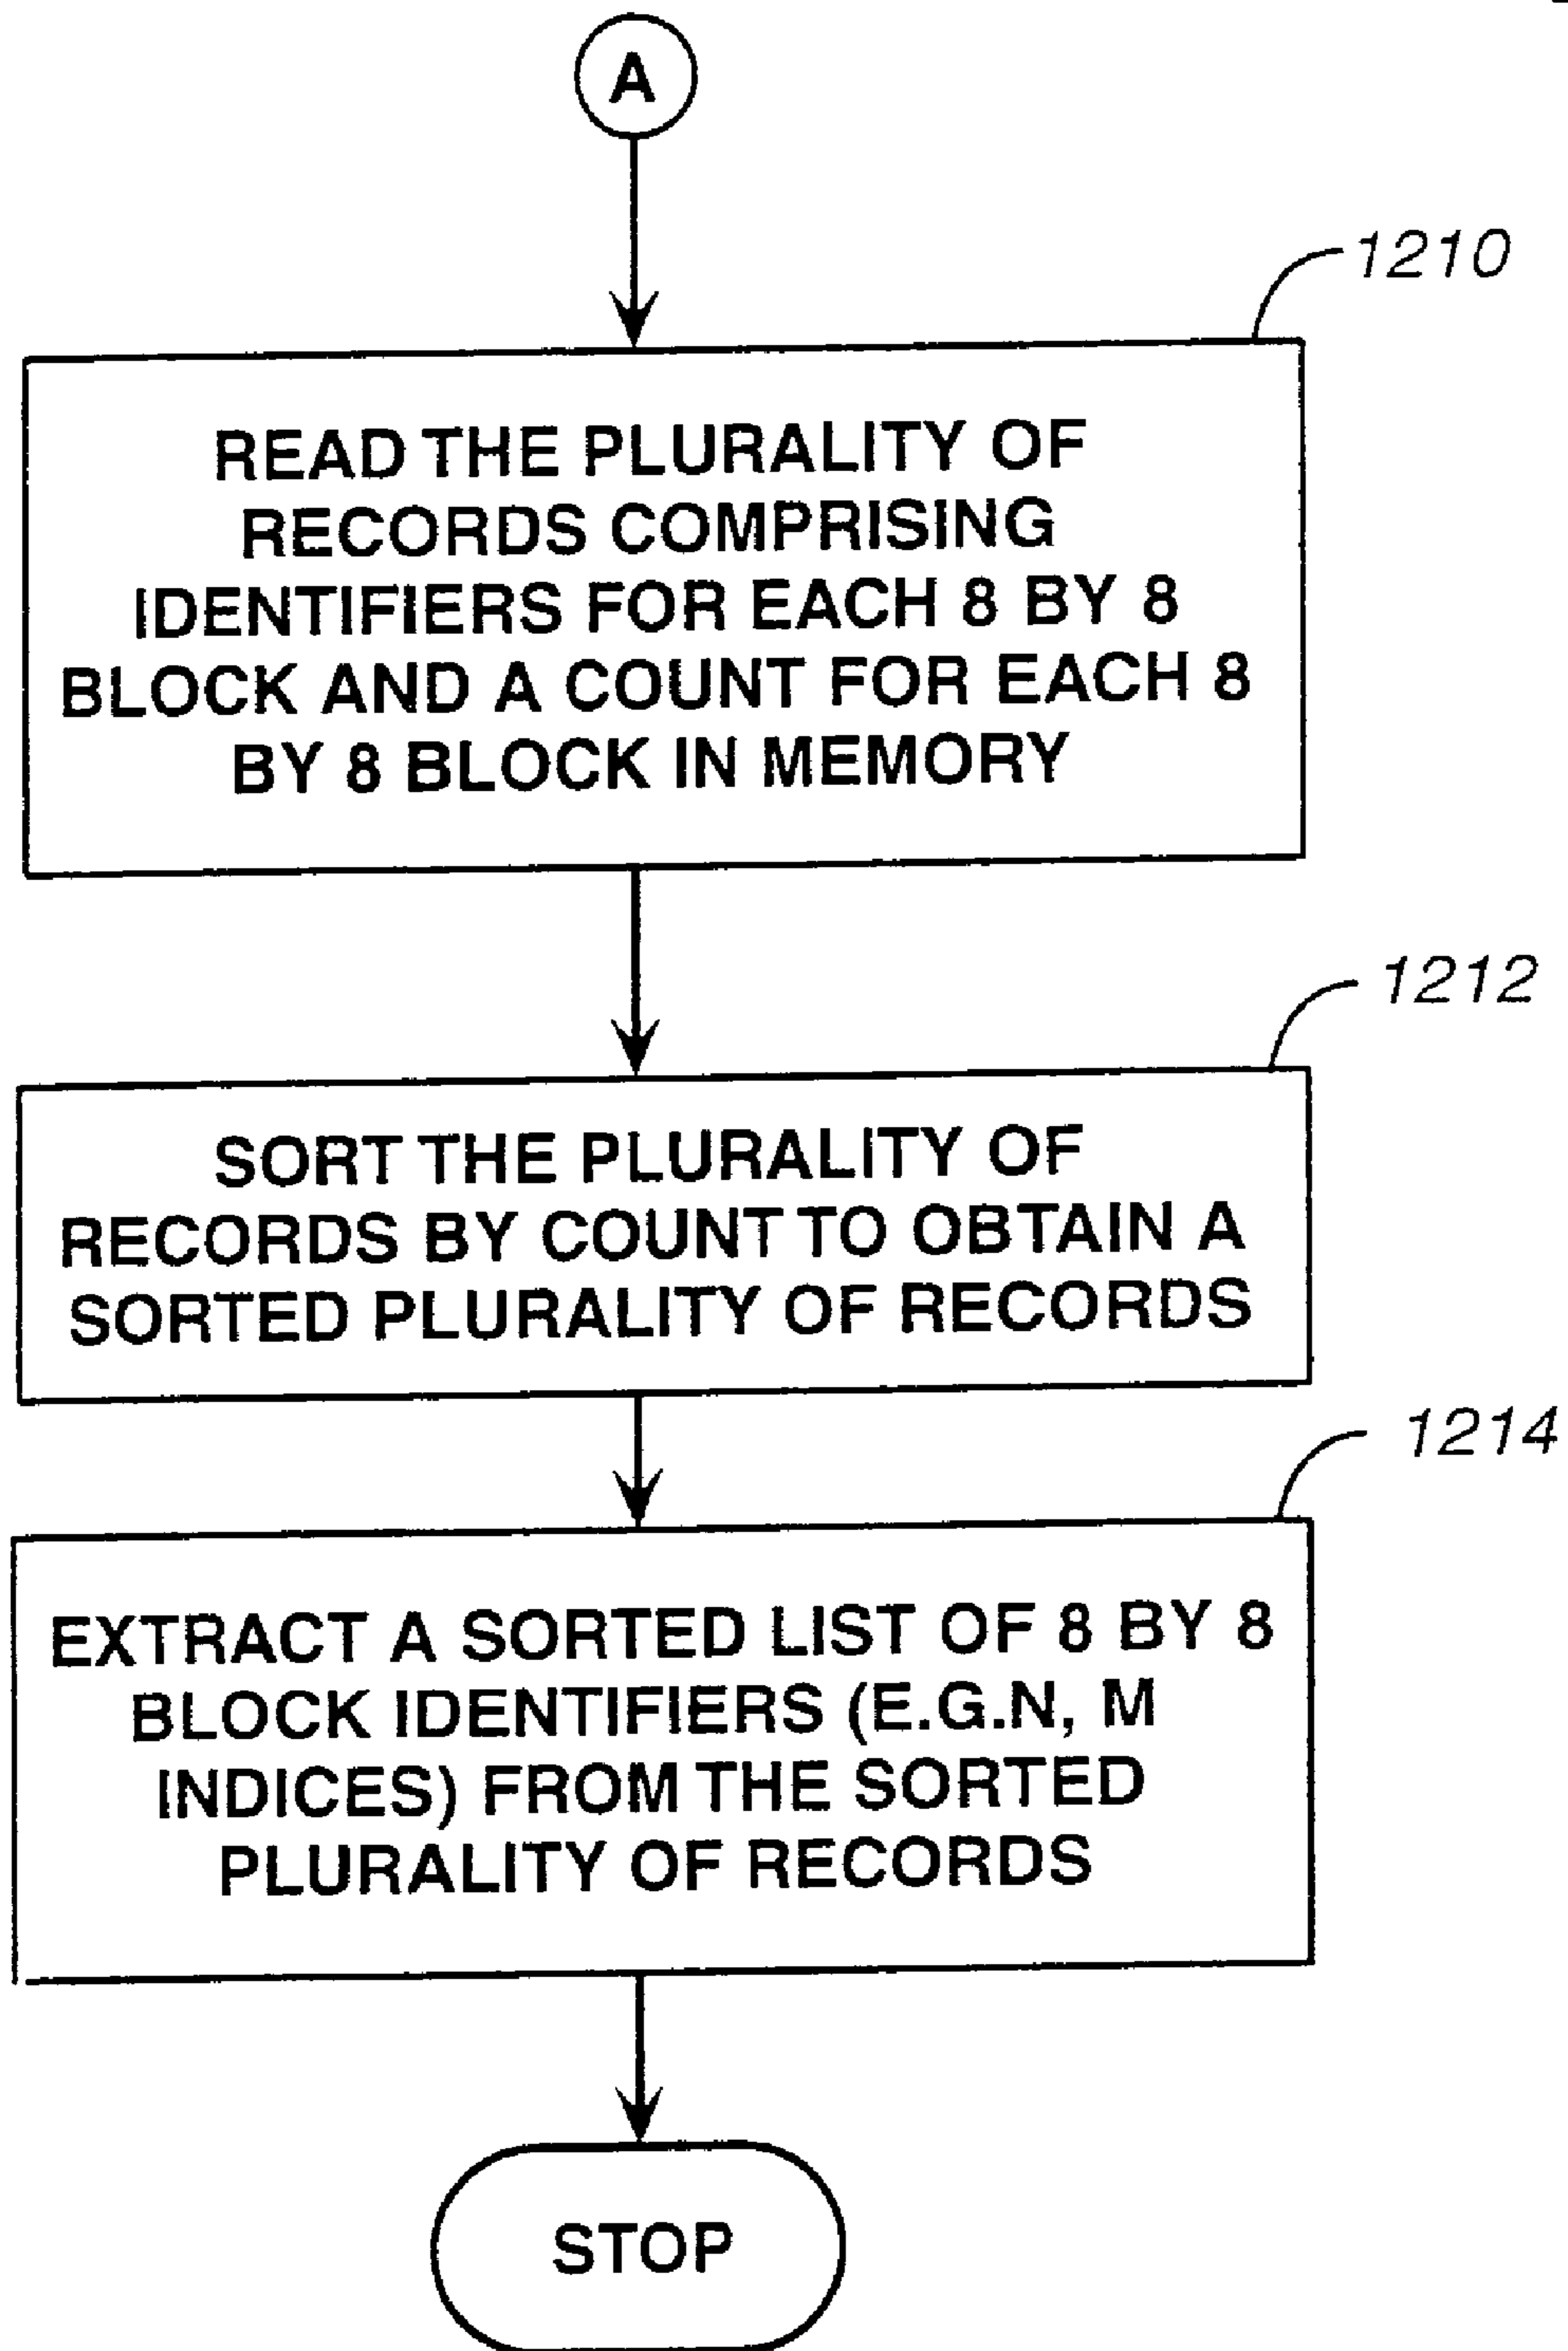 A
1210
READ THE PLURALITY OF
RECORDS COMPRISING
IDENTIFIERS FOR EACH 8 BY 8
BLOCK AND A COUNT FOR EACH 8
BY 8 BLOCK IN MEMORY
1212
SORT THE PLURALITY OF
RECORDS BY COUNT TO OBTAIN A
SORTED PLURALITY OF RECORDS
1214
EXTRACT A SORTED LIST OF 8 BY 8
BLOCK IDENTIFIERS (E.G.N, M
INDICES) FROM THE SORTED
PLURALITY OF RECORDS
STOP